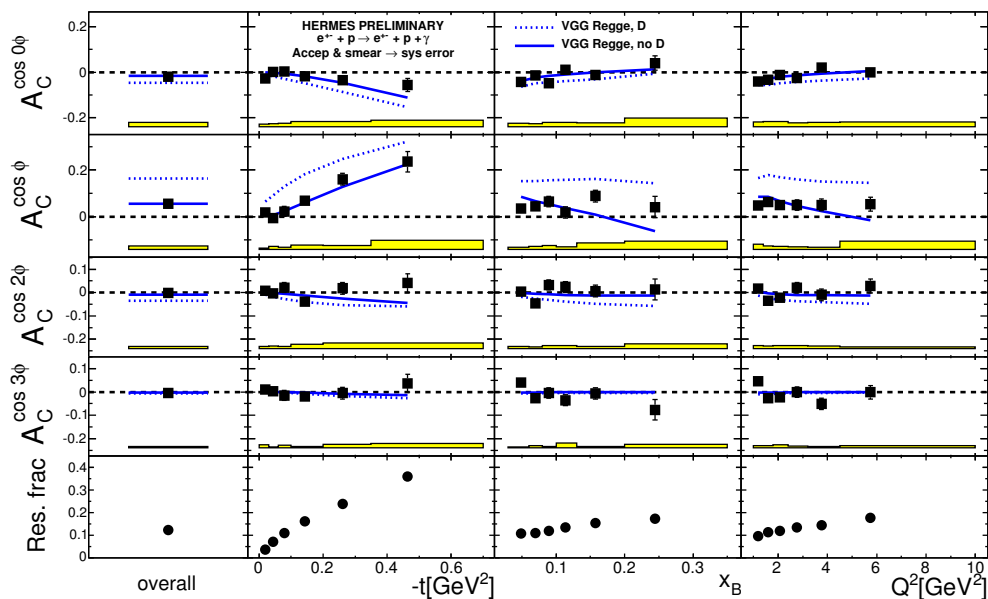 HERMES PRELIMINARY
e⁺⁻ + p → e⁺⁻ + p + γ
Accep & smear → sys error
VGG Regge, D
VGG Regge, no D
A_C^cos 0ϕ
0
-0.2
A_C^cos ϕ
0.2
0
A_C^cos 2ϕ
0.1
0
-0.1
-0.2
A_C^cos 3ϕ
0.1
0
-0.1
-0.2
Res. frac
0.4
0.3
0.2
0.1
0
0 0.2 0.4 0.6
0.1 0.2 0.3
2 4 6 8 10
overall
-t[GeV²]
x_B
Q²[GeV²]